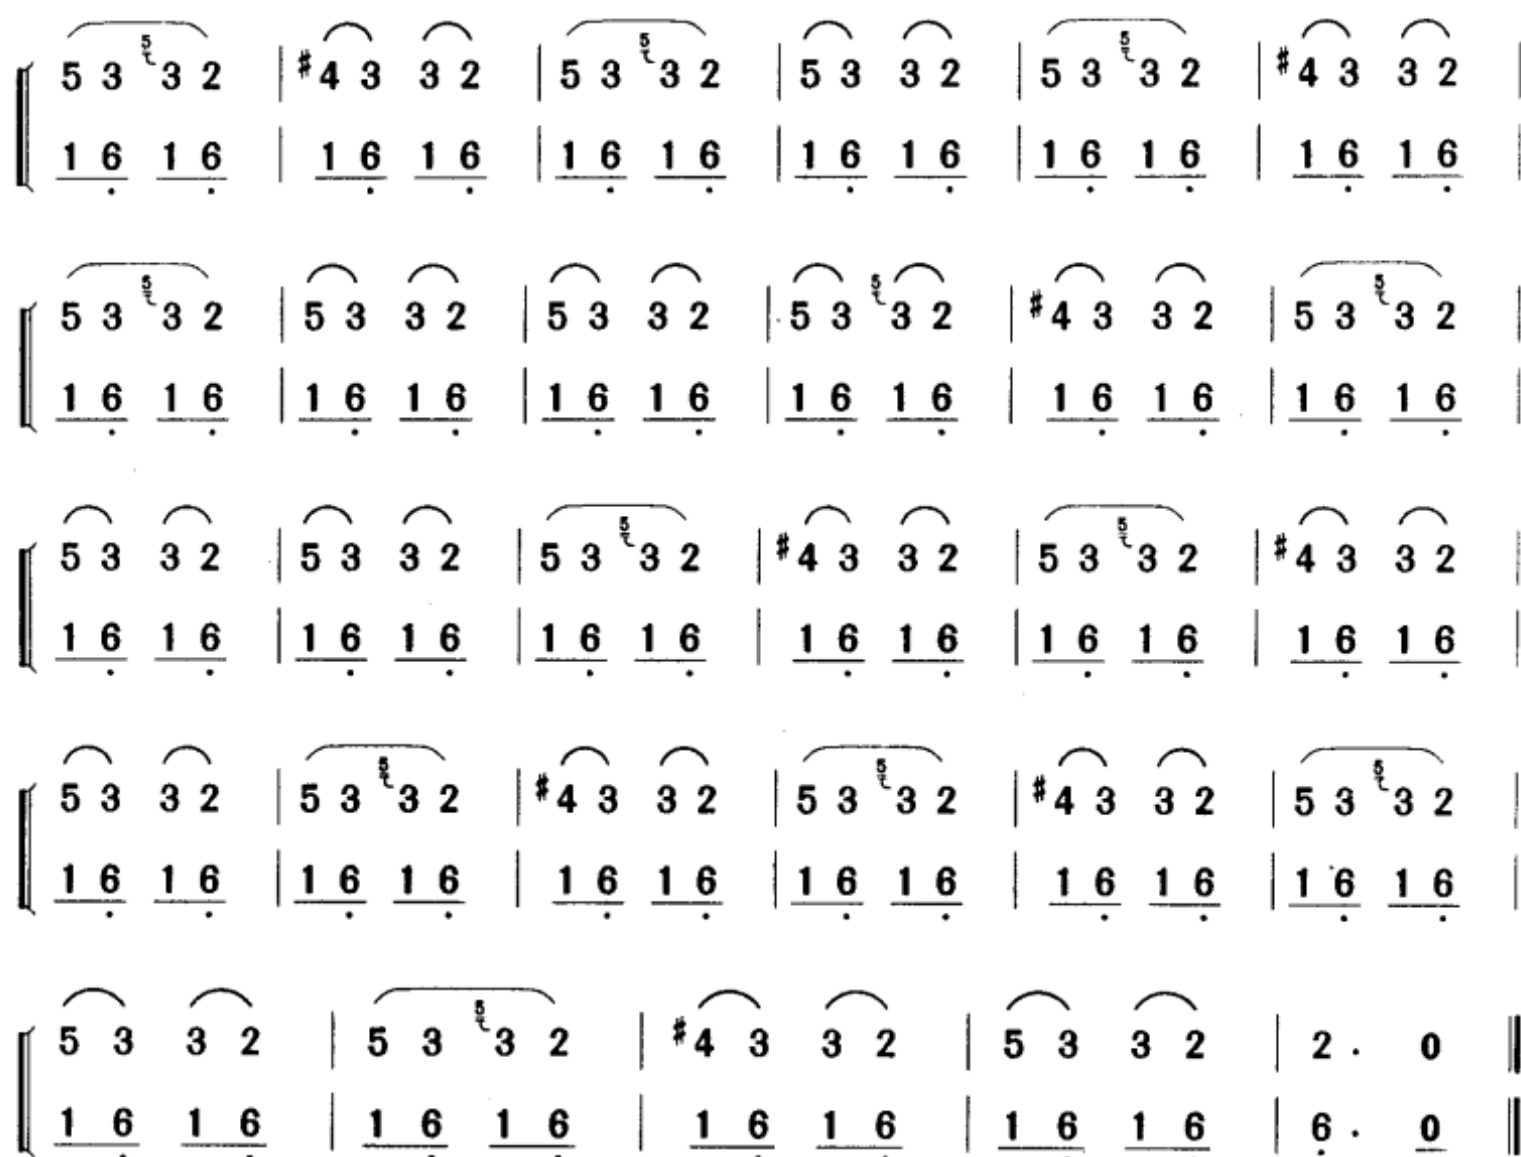 5 3 5 3 2 | #4 3 3 2 | 5 3 5 3 2 | 5 3 3 2 | 5 3 5 3 2 | #4 3 3 2 |
1 6̣ 1 6̣ | 1 6̣ 1 6̣ | 1 6̣ 1 6̣ | 1 6̣ 1 6̣ | 1 6̣ 1 6̣ | 1 6̣ 1 6̣ |
5 3 5 3 2 | 5 3 3 2 | 5 3 3 2 | 5 3 5 3 2 | #4 3 3 2 | 5 3 5 3 2 |
1 6̣ 1 6̣ | 1 6̣ 1 6̣ | 1 6̣ 1 6̣ | 1 6̣ 1 6̣ | 1 6̣ 1 6̣ | 1 6̣ 1 6̣ |
5 3 3 2 | 5 3 3 2 | 5 3 5 3 2 | #4 3 3 2 | 5 3 5 3 2 | #4 3 3 2 |
1 6̣ 1 6̣ | 1 6̣ 1 6̣ | 1 6̣ 1 6̣ | 1 6̣ 1 6̣ | 1 6̣ 1 6̣ | 1 6̣ 1 6̣ |
5 3 3 2 | 5 3 5 3 2 | #4 3 3 2 | 5 3 5 3 2 | #4 3 3 2 | 5 3 5 3 2 |
1 6̣ 1 6̣ | 1 6̣ 1 6̣ | 1 6̣ 1 6̣ | 1 6̣ 1 6̣ | 1 6̣ 1 6̣ | 1 6̣ 1 6̣ |
5 3 3 2 | 5 3 5 3 2 | #4 3 3 2 | 5 3 3 2 | 2 . 0 ‖
1 6̣ 1 6̣ | 1 6̣ 1 6̣ | 1 6̣ 1 6̣ | 1 6̣ 1 6̣ | 6̣ . 0 ‖